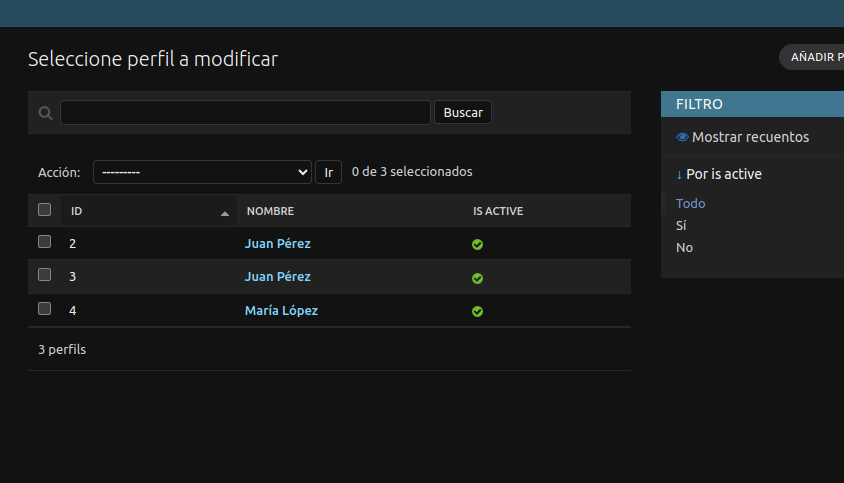 Seleccione perfil a modificar
AÑADIR P
Buscar
FILTRO
Mostrar recuentos
Acción: --------- Ir 0 de 3 seleccionados
↓ Por is active
Todo
Sí
No
ID NOMBRE IS ACTIVE
2 Juan Pérez
3 Juan Pérez
4 María López
3 perfils